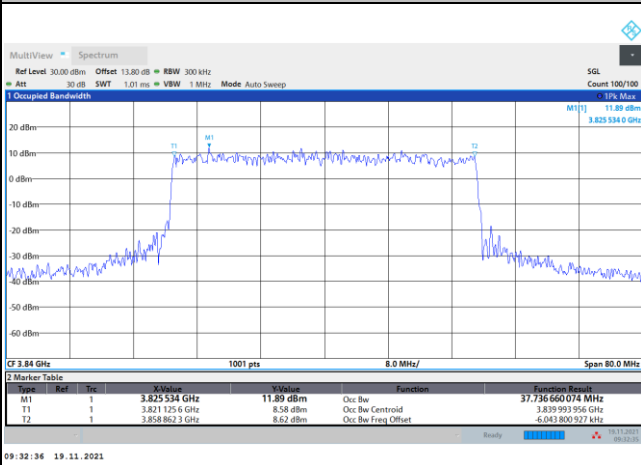 MultiView Spectrum
Ref Level 30.00 dBm Offset 13.80 dB RBW 300 kHz SGL
Att 30 dB SWT 1.01 ms VBW 1 MHz Mode Auto Sweep Count 100/100
1 Occupied Bandwidth 1Pk Max
M1[1] 11.89 dBm
3.825 534 0 GHz
20 dBm
M1
T1 T2
10 dBm
0 dBm
-10 dBm
-20 dBm
-30 dBm
-40 dBm
-50 dBm
-60 dBm
CF 3.84 GHz 1001 pts 8.0 MHz/ Span 80.0 MHz
2 Marker Table
Type Ref Trc X-Value Y-Value Function Function Result
M1 1 3.825 534 GHz 11.89 dBm Occ Bw 37.736 660 074 MHz
T1 1 3.821 125 6 GHz 8.58 dBm Occ Bw Centroid 3.839 993 956 GHz
T2 1 3.858 862 3 GHz 8.62 dBm Occ Bw Freq Offset -6.043 800 927 kHz
Ready 19.11.2021
09:32:35
09:32:36 19.11.2021